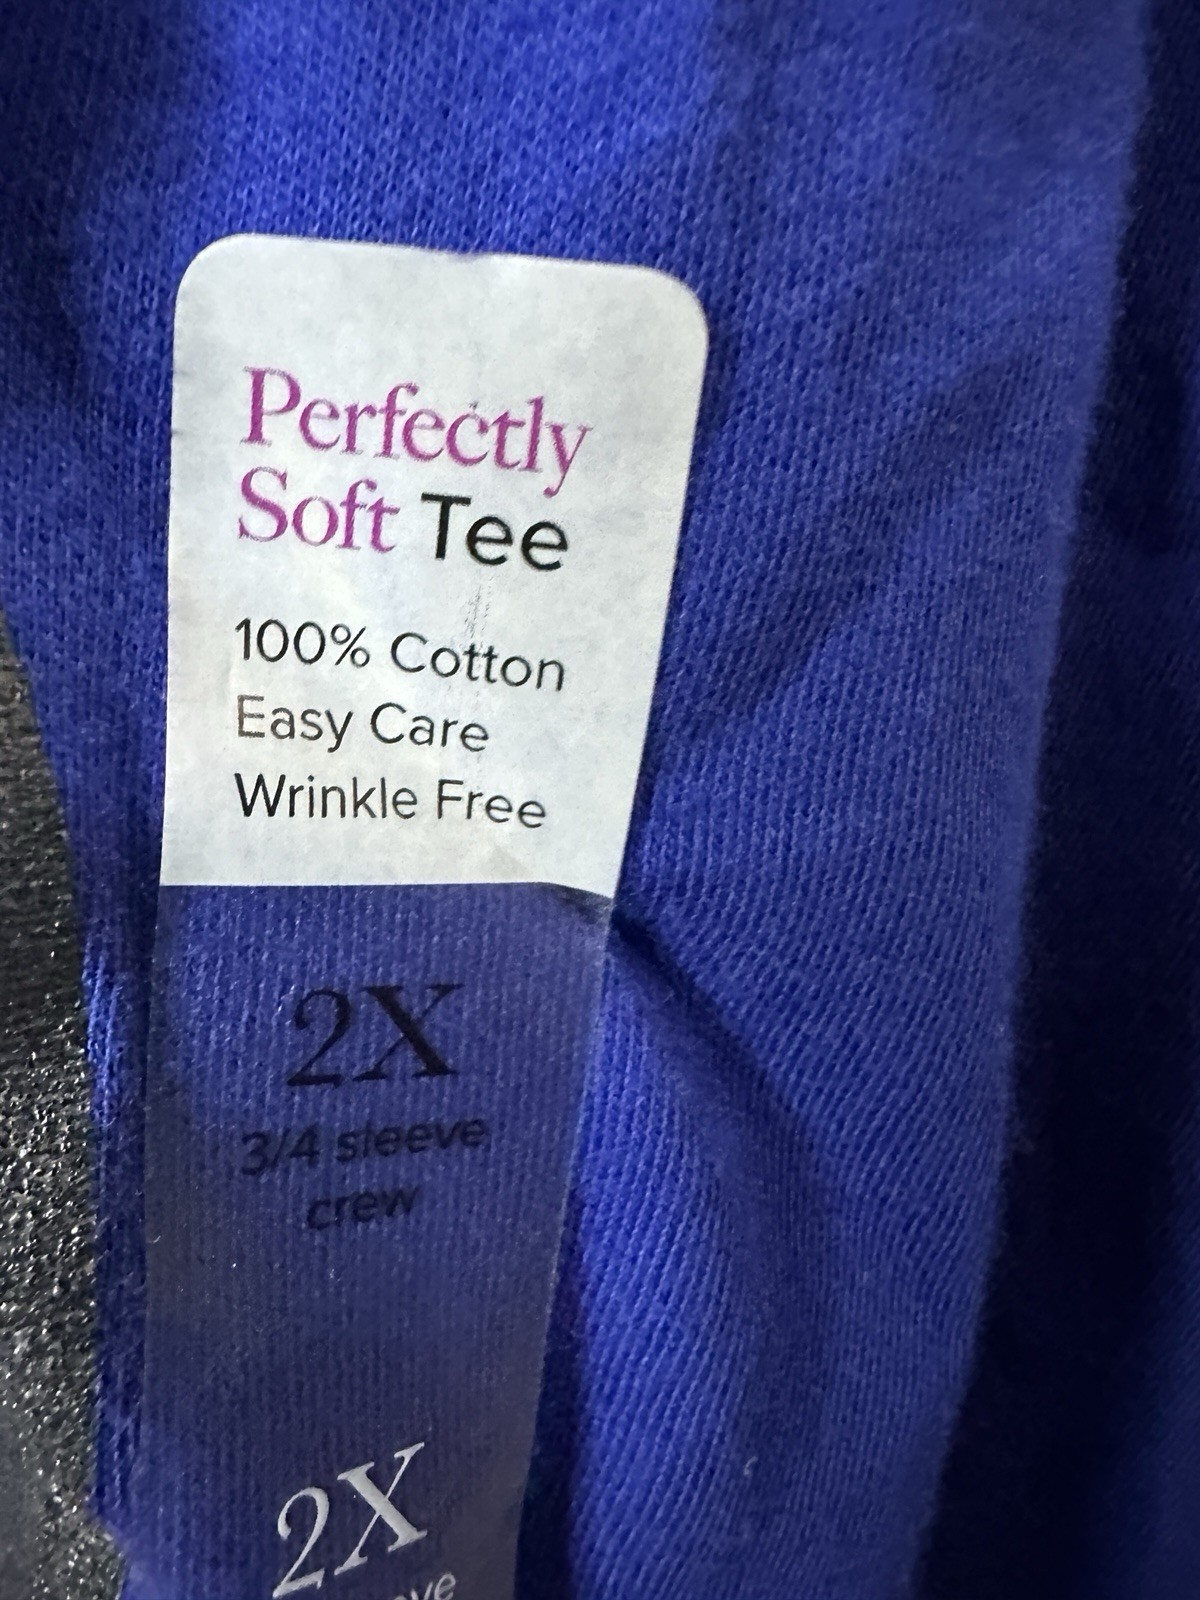 Perfectly
Soft Tee
100% Cotton
Easy Care
Wrinkle Free
2X
3/4 sleeve
crew
2X